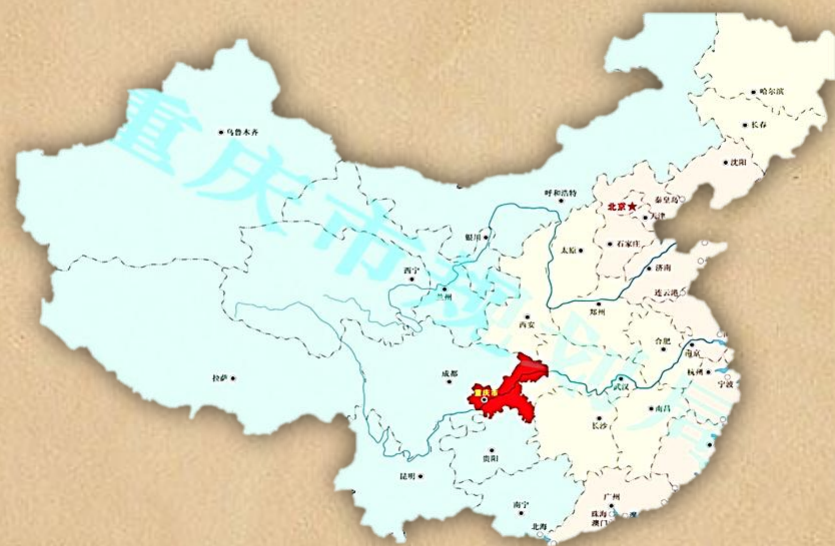 哈尔滨
长春
乌鲁木齐
沈阳
呼和浩特
北京
秦皇岛
天津
银川
太原
石家庄
西宁
济南
兰州
连云港
郑州
西安
合肥
南京
成都
拉萨
杭州
宁波
武汉
重庆市
南昌
长沙
贵阳
昆明
广州
南宁
珠海
澳门
北海
重庆市规划局